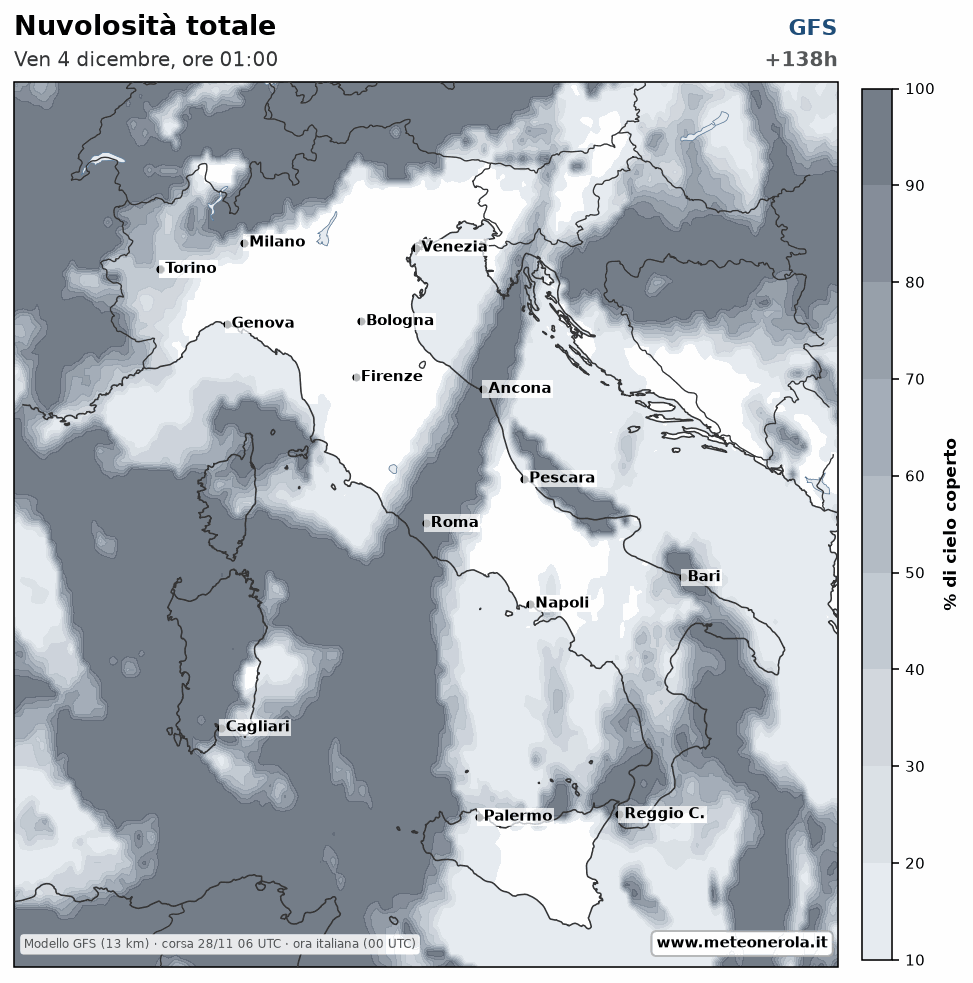 Nuvolosità totale
GFS
Ven 4 dicembre, ore 01:00
+138h
Milano
Venezia
Torino
Genova
Bologna
Firenze
Ancona
Pescara
Roma
Bari
Napoli
Cagliari
Palermo
Reggio C.
Modello GFS (13 km) · corsa 28/11 06 UTC · ora italiana (00 UTC)
www.meteonerola.it
100
90
80
70
60
50
40
30
20
10
% di cielo coperto